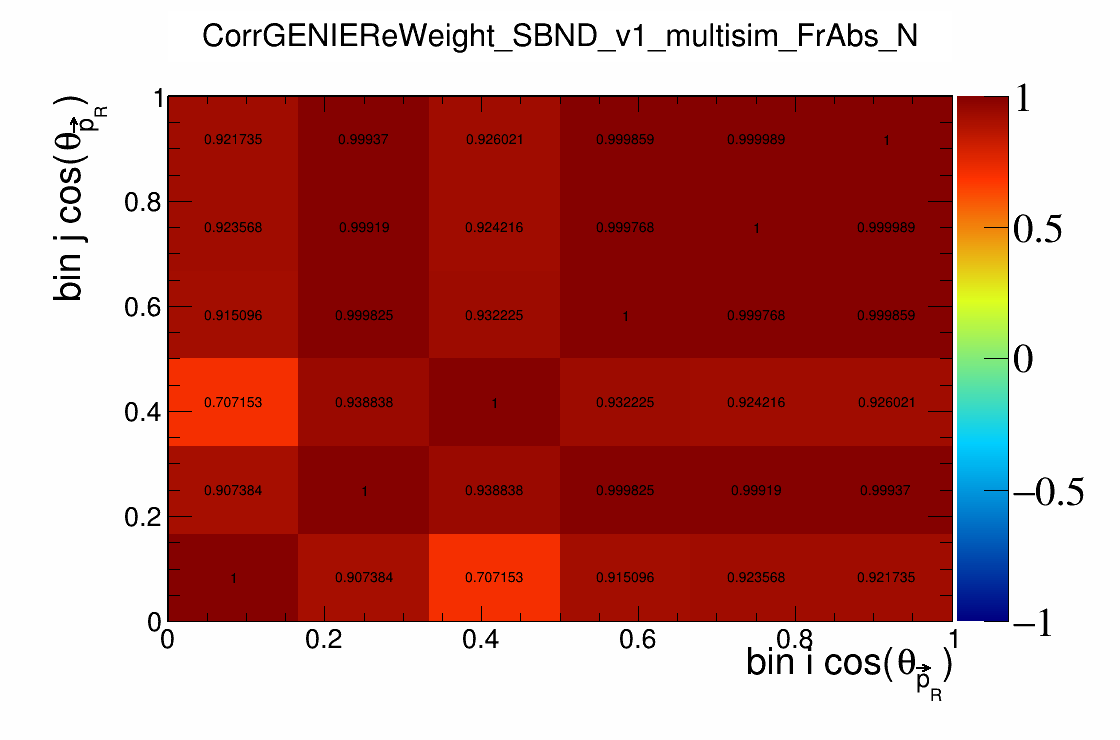 CorrGENIEReWeight_SBND_v1_multisim_FrAbs_N
bin j cos(θ_p⃗_R)
1
0.8
0.6
0.4
0.2
0
0.921735 0.99937 0.926021 0.999859 0.999989 1
0.923568 0.99919 0.924216 0.999768 1 0.999989
0.915096 0.999825 0.932225 1 0.999768 0.999859
0.707153 0.938838 1 0.932225 0.924216 0.926021
0.907384 1 0.938838 0.999825 0.99919 0.99937
1 0.907384 0.707153 0.915096 0.923568 0.921735
0 0.2 0.4 0.6 0.8 1
bin i cos(θ_p⃗_R)
1
0.5
0
−0.5
−1